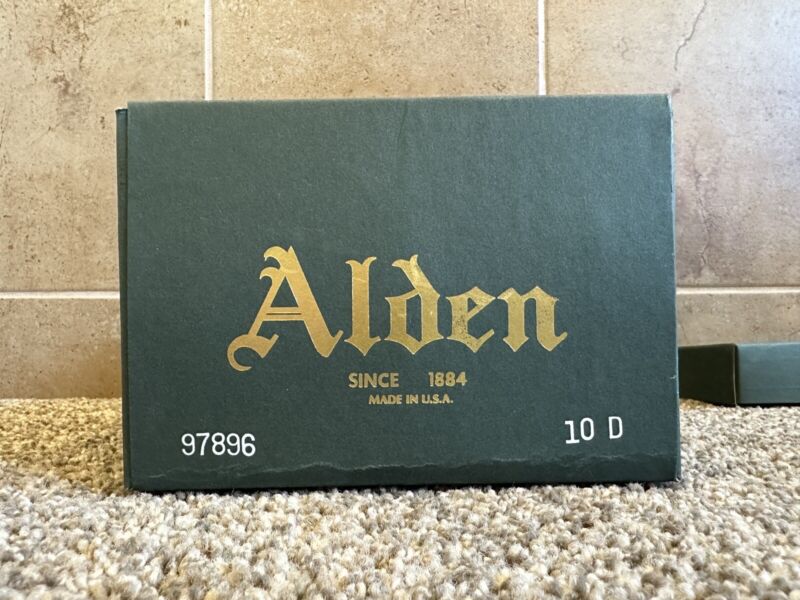 Alden
SINCE 1884
MADE IN U.S.A.
97896 10 D